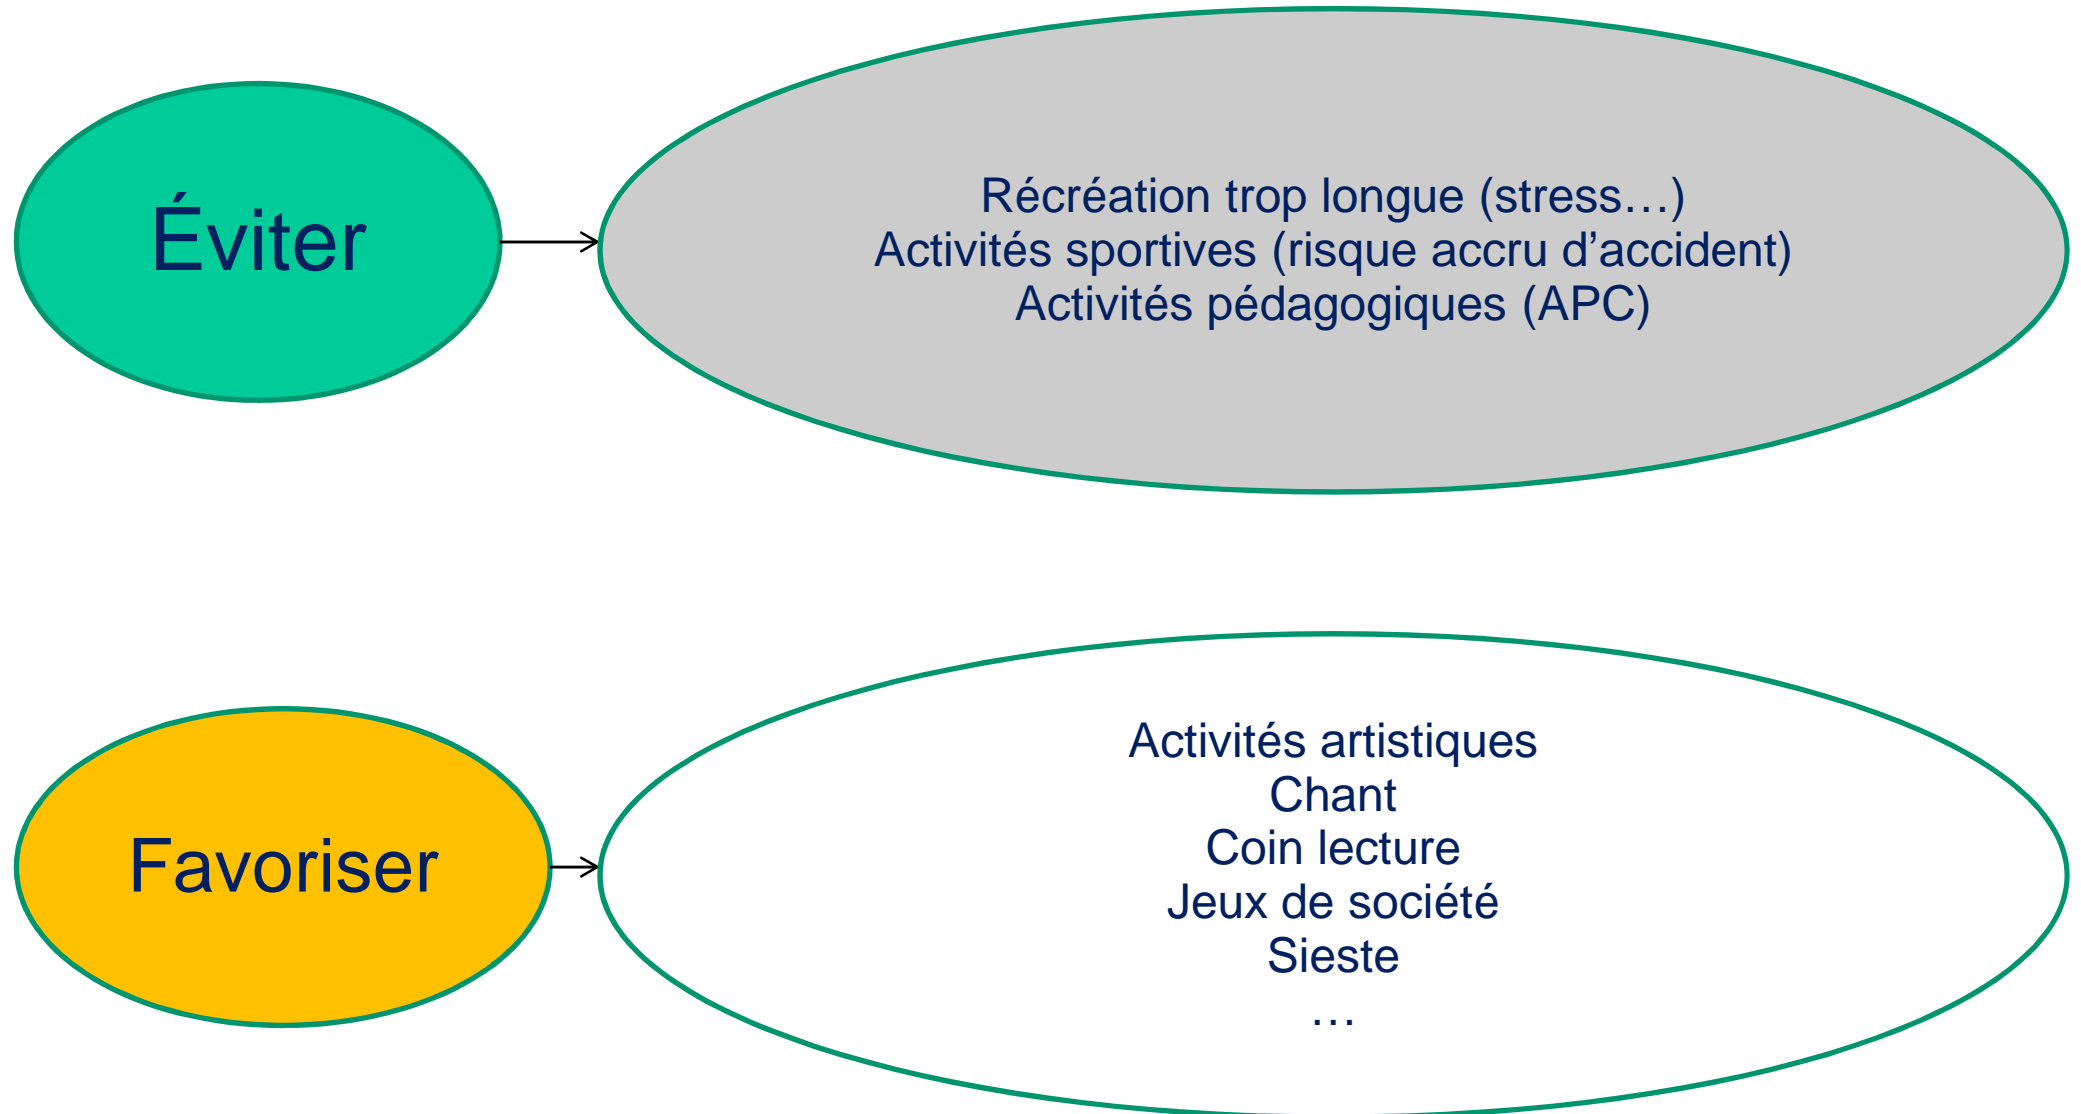 Éviter
Récréation trop longue (stress…)
Activités sportives (risque accru d’accident)
Activités pédagogiques (APC)
Favoriser
Activités artistiques
Chant
Coin lecture
Jeux de société
Sieste
…